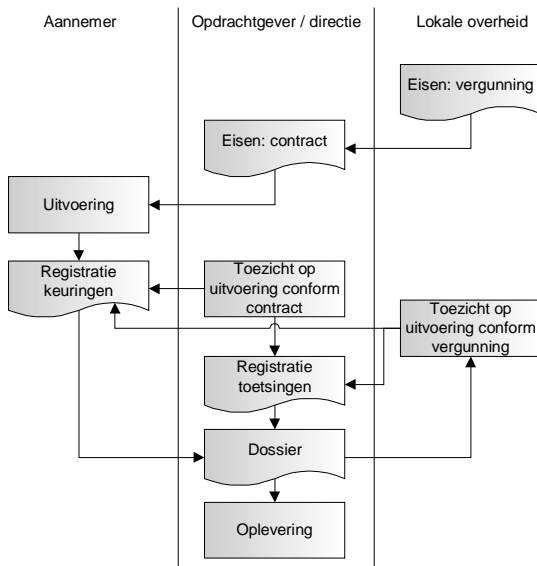 Aannemer
Opdrachtgever / directie
Lokale overheid
Eisen: vergunning
Eisen: contract
Uitvoering
Registratie
keuringen
Toezicht op
uitvoering conform
contract
Toezicht op
uitvoering conform
vergunning
Registratie
toetsingen
Dossier
Oplevering